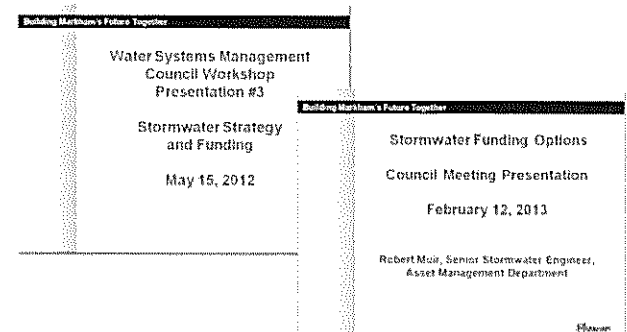 Building Markham's Future Together
Water Systems Management
Council Workshop
Presentation #3
Stormwater Strategy
and Funding
May 15, 2012
Building Markham's Future Together
Stormwater Funding Options
Council Meeting Presentation
February 12, 2013
Robert Muir, Senior Stormwater Engineer,
Asset Management Department